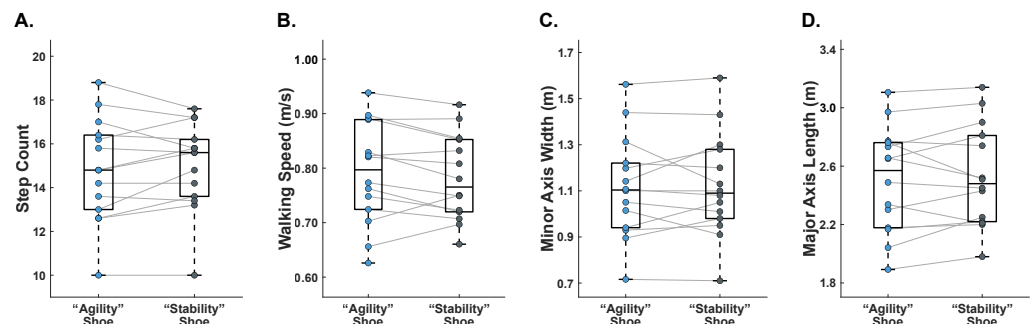 A.
B.
C.
D.
Step Count
20
18
16
14
12
10
"Agility" Shoe
"Stability" Shoe
Walking Speed (m/s)
1.00
0.90
0.80
0.70
0.60
"Agility" Shoe
"Stability" Shoe
Minor Axis Width (m)
1.7
1.5
1.3
1.1
0.9
0.7
"Agility" Shoe
"Stability" Shoe
Major Axis Length (m)
3.4
3.0
2.6
2.2
1.8
"Agility" Shoe
"Stability" Shoe